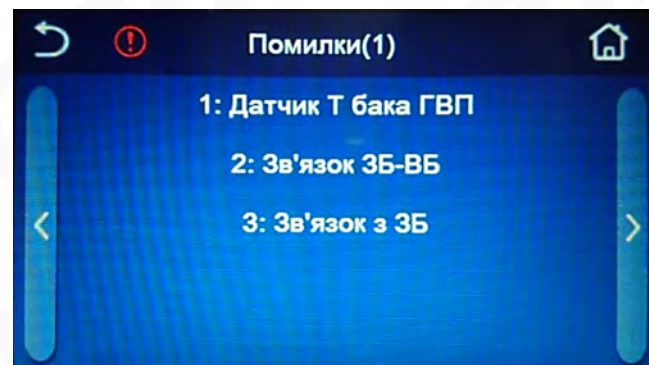 Помилки(1)
1: Датчик Т бака ГВП
2: Зв'язок ЗБ-ВБ
3: Зв'язок з ЗБ